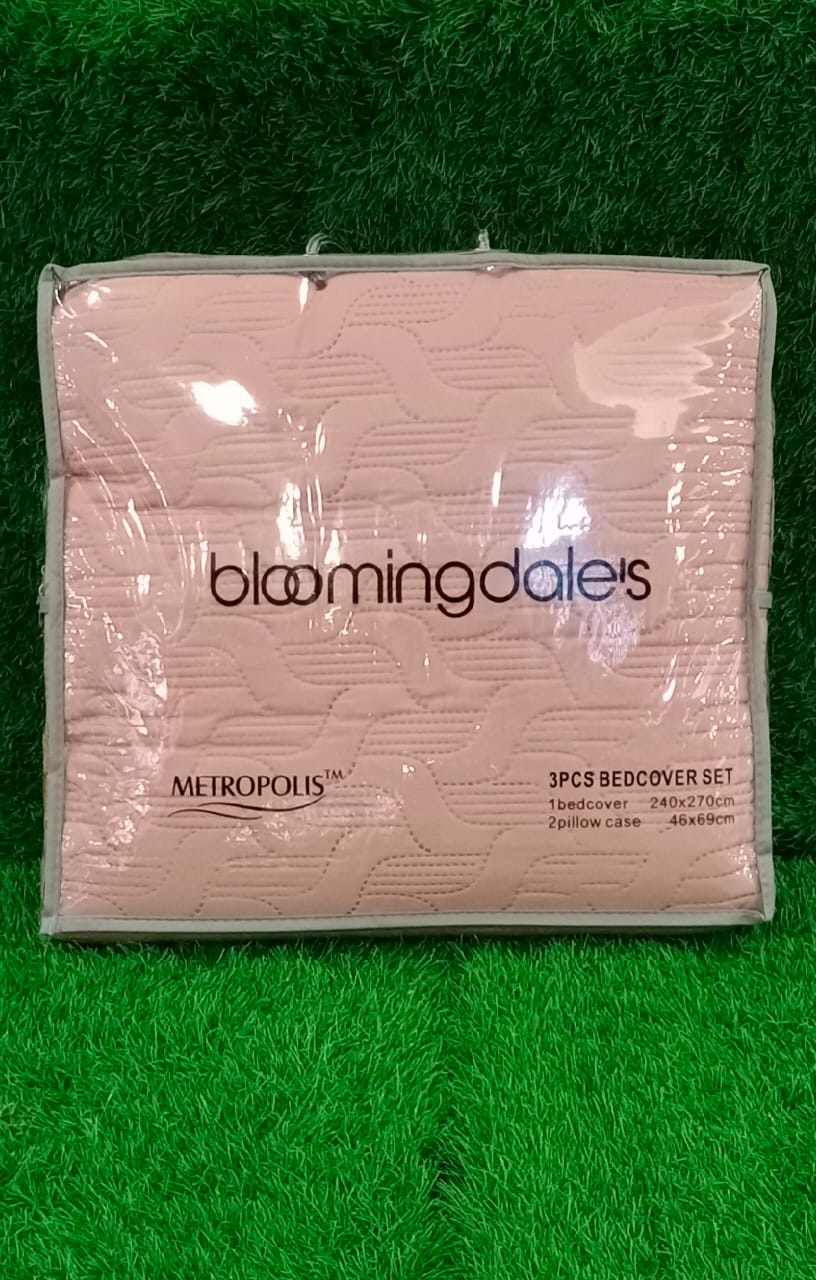 bloomingdale's
METROPOLIS™
3PCS BEDCOVER SET
1bedcover 240x270cm
2pillow case 46x69cm